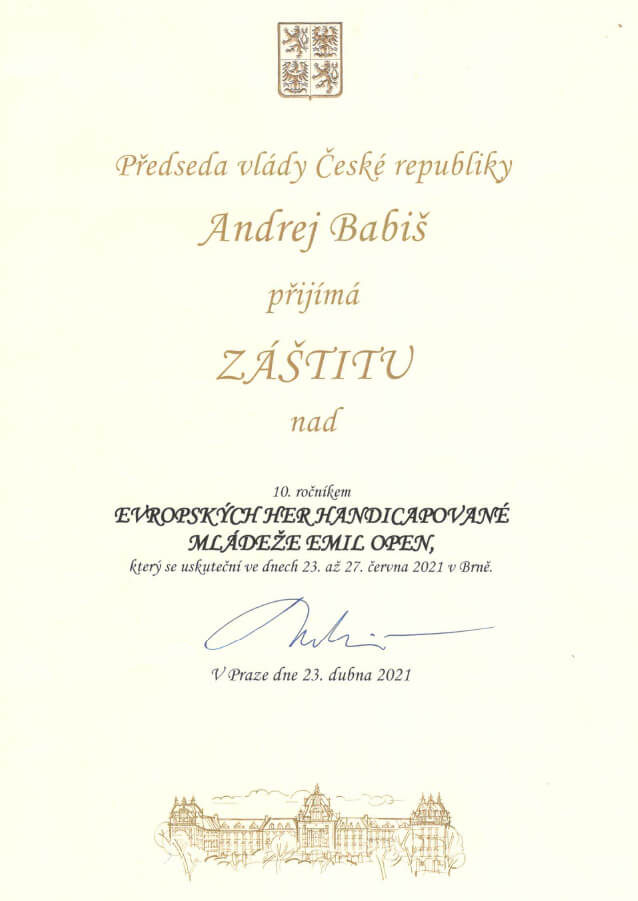 Předseda vlády České republiky
Andrej Babiš
přijímá
ZÁŠTITU
nad
10. ročníkem
EVROPSKÝCH HER HANDICAPOVANÉ
MLÁDEŽE EMIL OPEN,
který se uskuteční ve dnech 23. až 27. června 2021 v Brně.
V Praze dne 23. dubna 2021